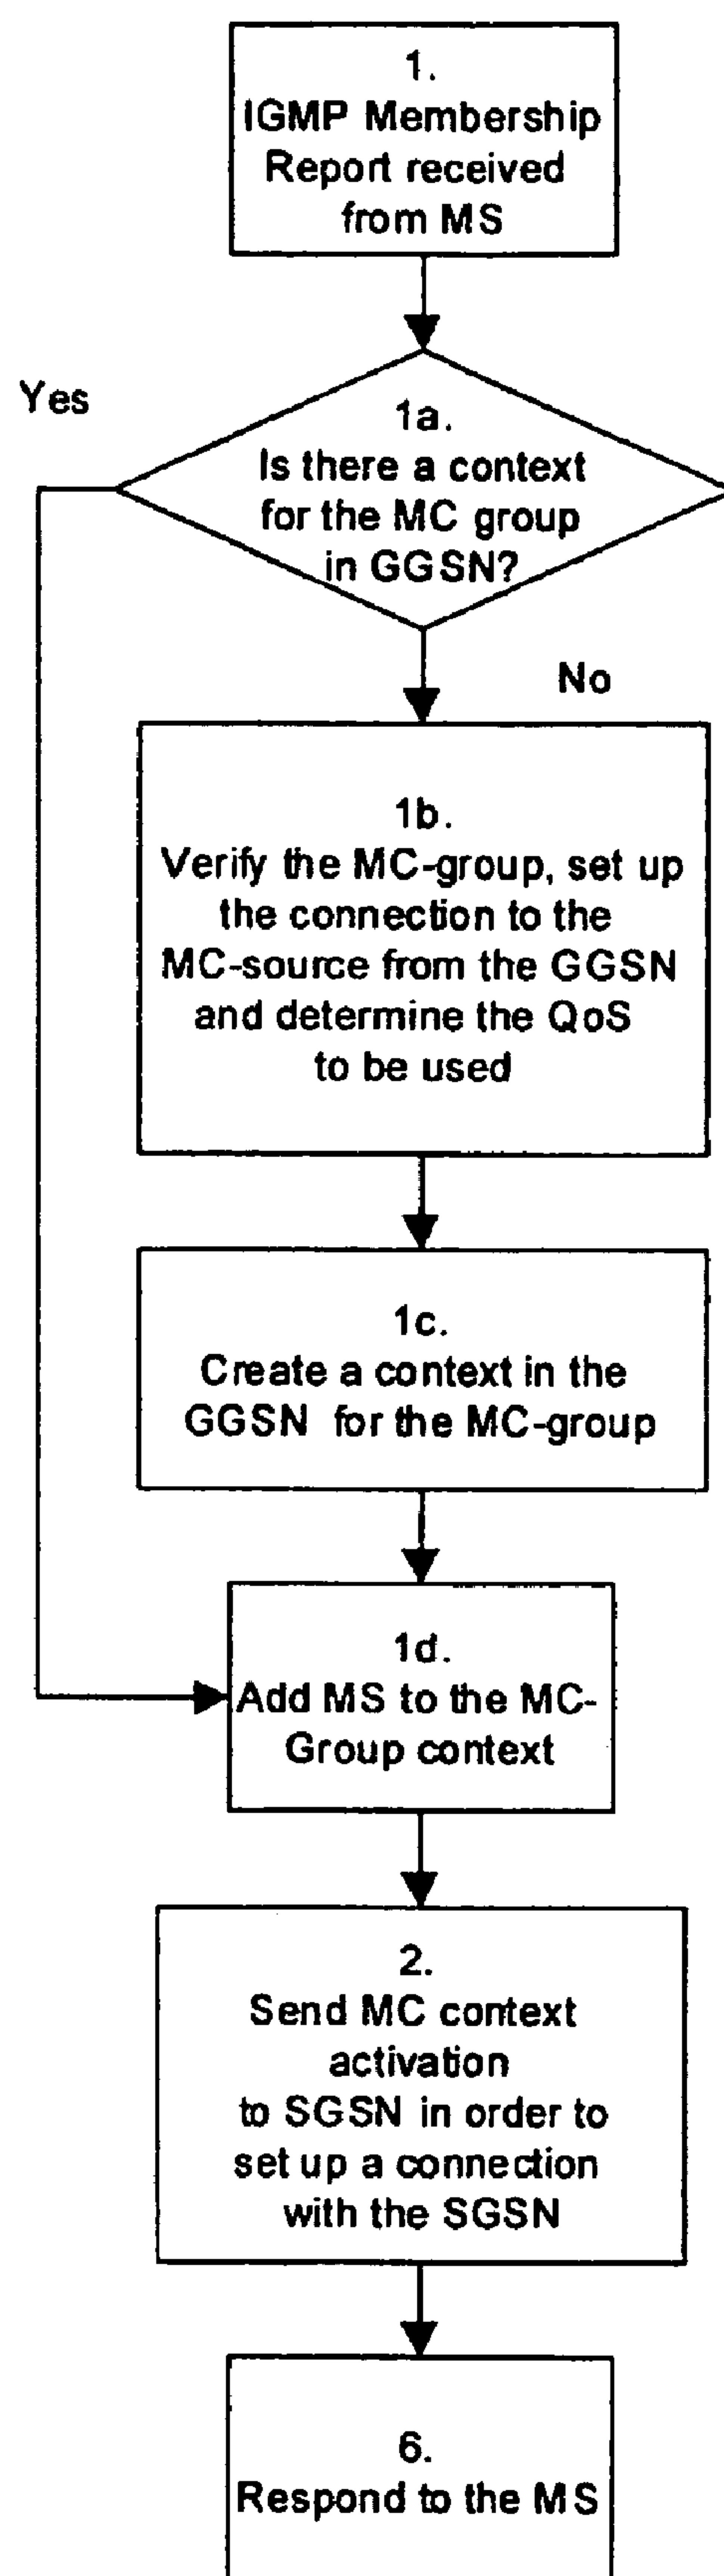 1.
IGMP Membership
Report received
from MS
Yes
1a.
Is there a context
for the MC group
in GGSN?
No
1b.
Verify the MC-group, set up
the connection to the
MC-source from the GGSN
and determine the QoS
to be used
1c.
Create a context in the
GGSN for the MC-group
1d.
Add MS to the MC-
Group context
2.
Send MC context
activation
to SGSN in order to
set up a connection
with the SGSN
6.
Respond to the MS